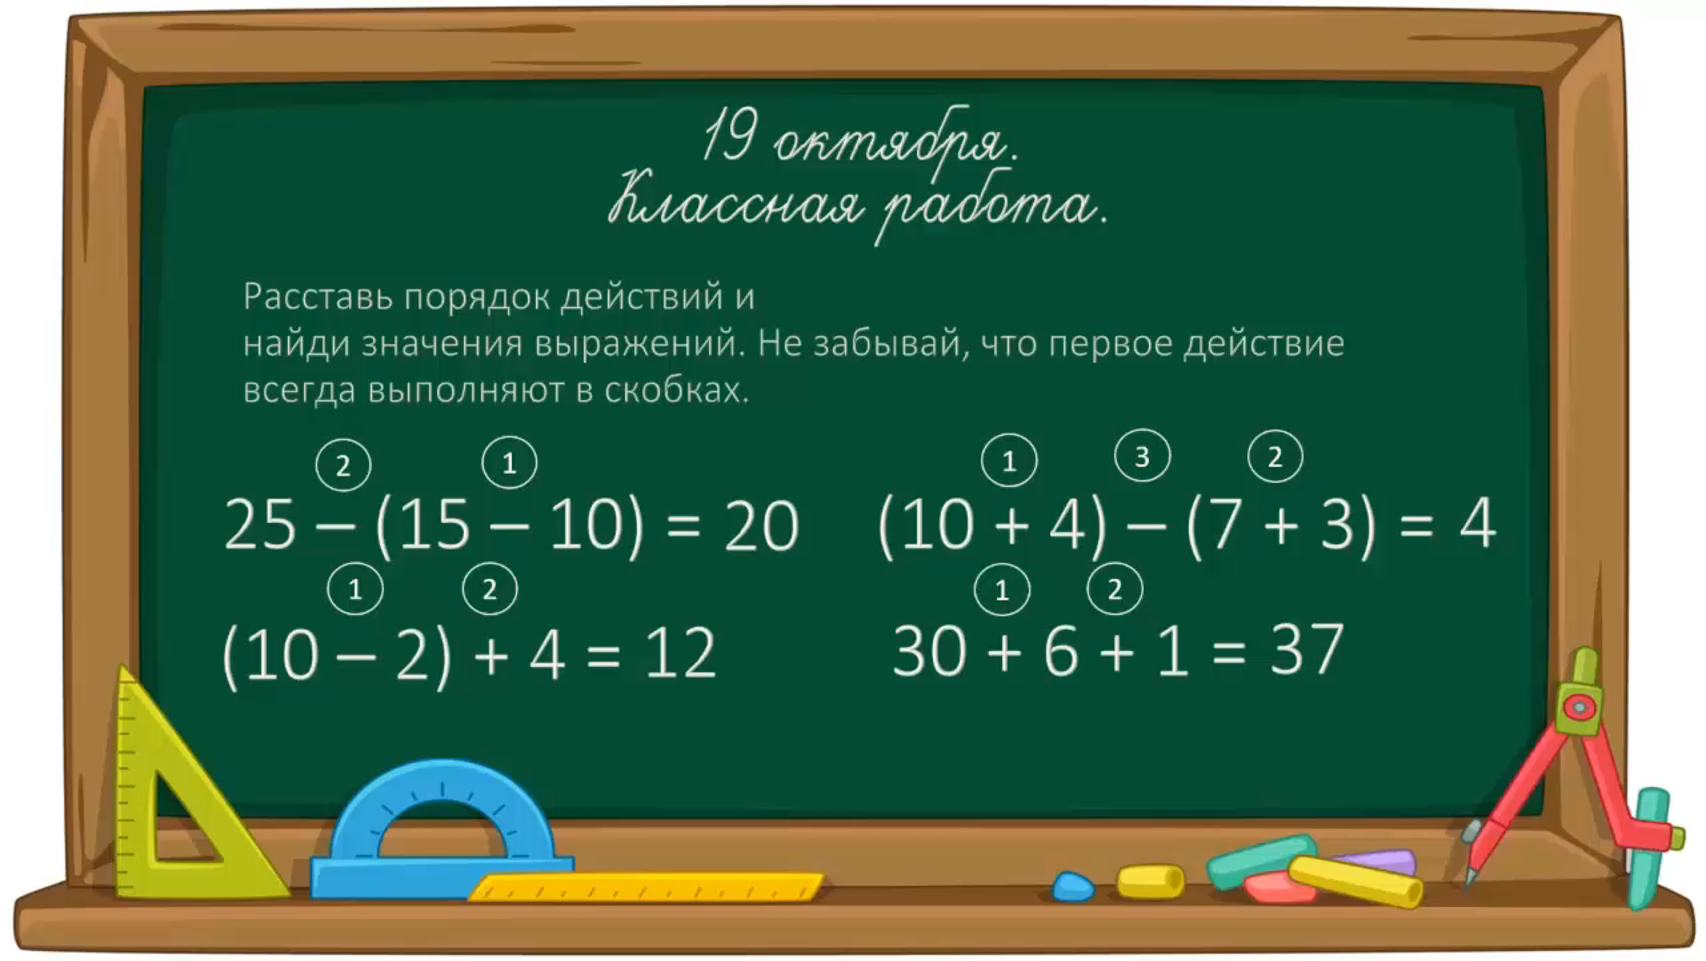 19 октября.
Классная работа.
Расставь порядок действий и
найди значения выражений. Не забывай, что первое действие
всегда выполняют в скобках.
2 1
25 – (15 – 10) = 20
1 3 2
(10 + 4) – (7 + 3) = 4
1 2
(10 – 2) + 4 = 12
1 2
30 + 6 + 1 = 37